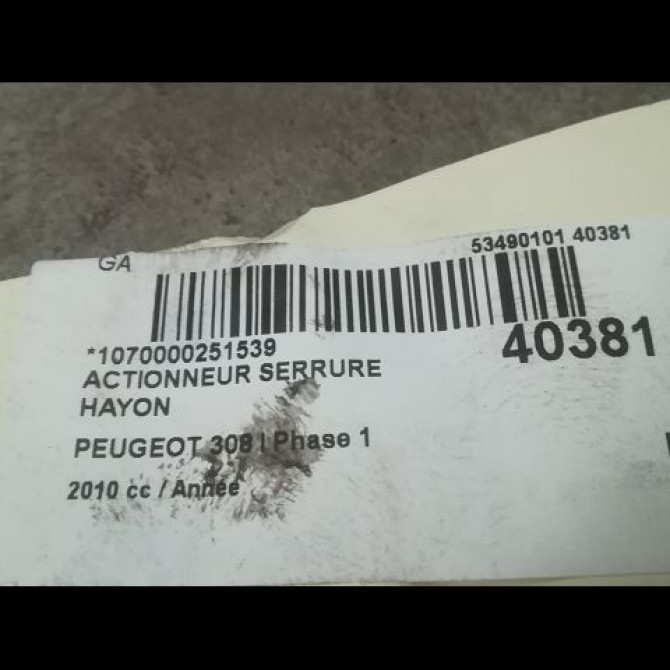 GA
53490101 40381
*1070000251539
40381
ACTIONNEUR SERRURE
HAYON
PEUGEOT 308 I Phase 1
2010 cc / Année